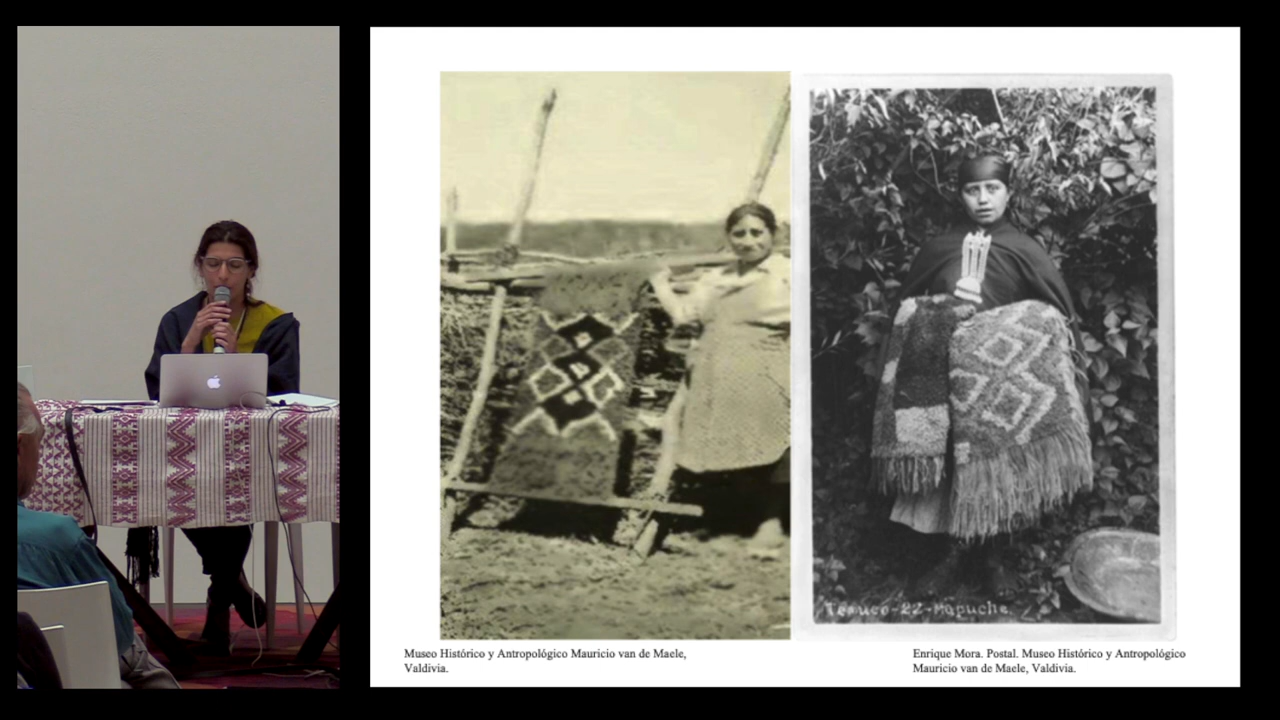 Temuco-22-Mapuche.
Museo Histórico y Antropológico Mauricio van de Maele,
Valdivia.
Enrique Mora. Postal. Museo Histórico y Antropológico
Mauricio van de Maele, Valdivia.